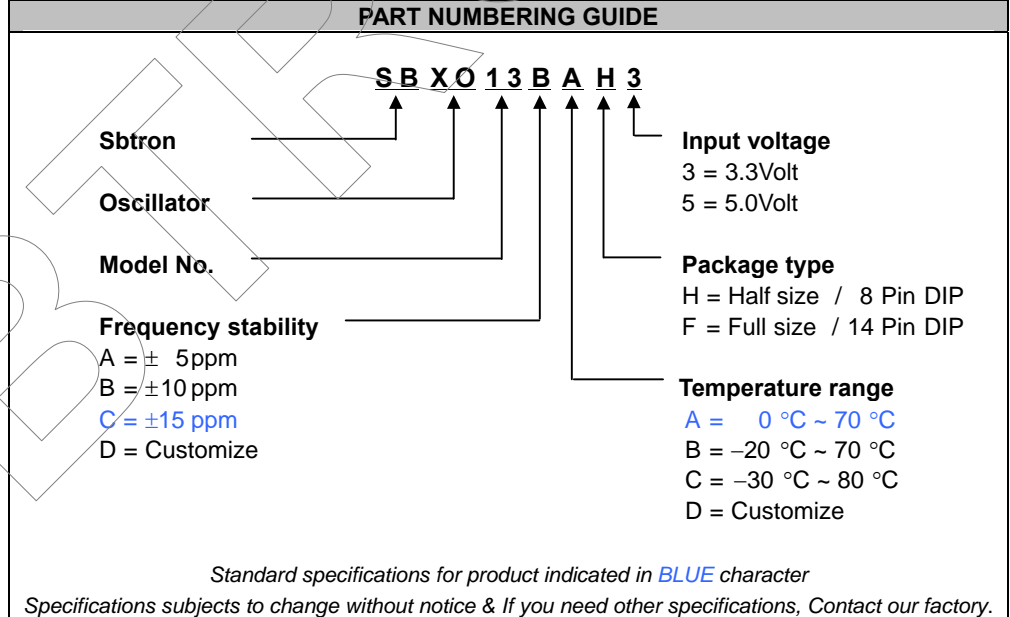 PART NUMBERING GUIDE
SB XO 13 B A H 3
Sbtron
Oscillator
Model No.
Frequency stability
A = ± 5ppm
B = ±10 ppm
C = ±15 ppm
D = Customize
Input voltage
3 = 3.3Volt
5 = 5.0Volt
Package type
H = Half size / 8 Pin DIP
F = Full size / 14 Pin DIP
Temperature range
A = 0 °C ~ 70 °C
B = −20 °C ~ 70 °C
C = −30 °C ~ 80 °C
D = Customize
Standard specifications for product indicated in BLUE character
Specifications subjects to change without notice & If you need other specifications, Contact our factory.